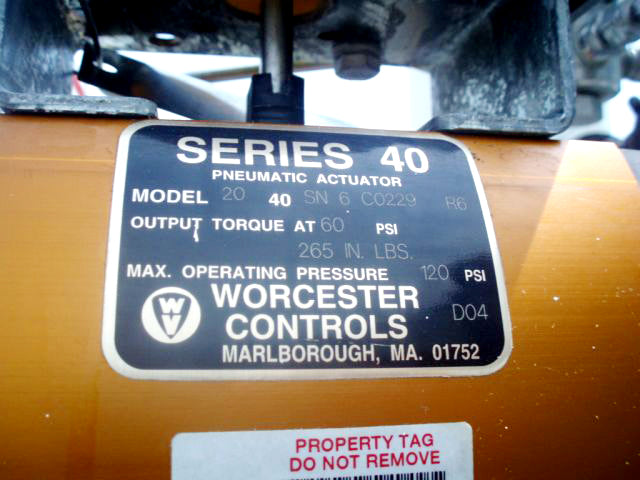 SERIES 40
PNEUMATIC ACTUATOR
MODEL 20 40 SN 6 C0229 R6
OUTPUT TORQUE AT 60 PSI
265 IN. LBS.
MAX. OPERATING PRESSURE 120 PSI
WORCESTER
CONTROLS D04
MARLBOROUGH, MA. 01752
PROPERTY TAG
DO NOT REMOVE